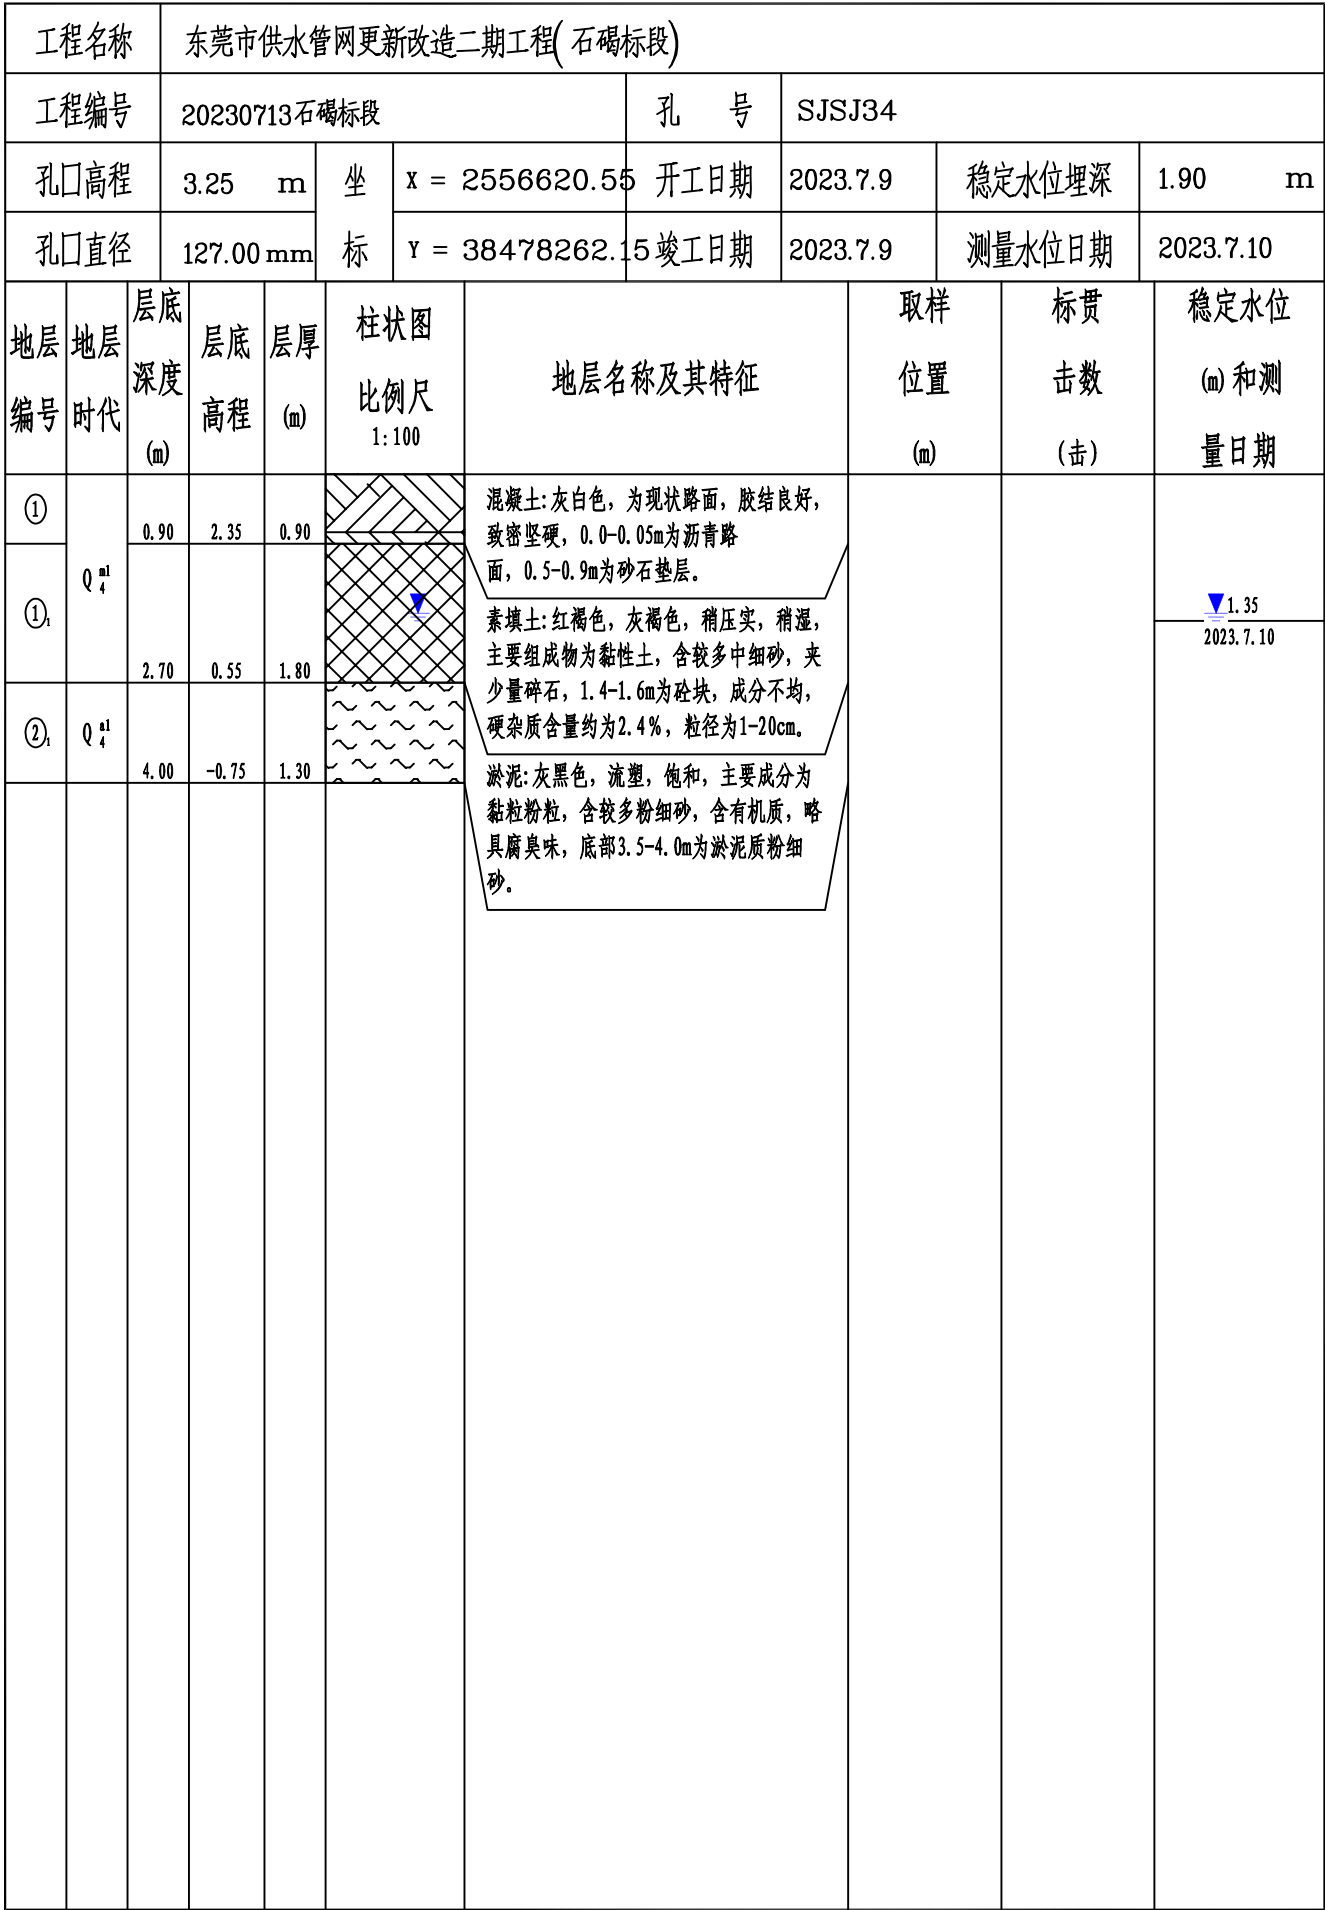 工程名称 东莞市供水管网更新改造二期工程(石碣标段)
工程编号 20230713石碣标段 孔 号 SJSJ34
孔口高程 3.25 m 坐 X = 2556620.55 开工日期 2023.7.9 稳定水位埋深 1.90 m
孔口直径 127.00 mm 标 Y = 38478262.15 竣工日期 2023.7.9 测量水位日期 2023.7.10
地层编号 地层时代 层底深度(m) 层底高程 层厚(m) 柱状图比例尺1:100 地层名称及其特征 取样位置(m) 标贯击数(击) 稳定水位(m)和测量日期
① 0.90 2.35 0.90
混凝土:灰白色，为现状路面，胶结良好，
致密坚硬，0.0-0.05m为沥青路
面，0.5-0.9m为砂石垫层。
Q4ml
①1 2.70 0.55 1.80
素填土:红褐色，灰褐色，稍压实，稍湿，
主要组成物为黏性土，含较多中细砂，夹
少量碎石，1.4-1.6m为砼块，成分不均，
硬杂质含量约为2.4%，粒径为1-20cm。
1.35
2023.7.10
②1 Q4al 4.00 -0.75 1.30
淤泥:灰黑色，流塑，饱和，主要成分为
黏粒粉粒，含较多粉细砂，含有机质，略
具腐臭味，底部3.5-4.0m为淤泥质粉细
砂。